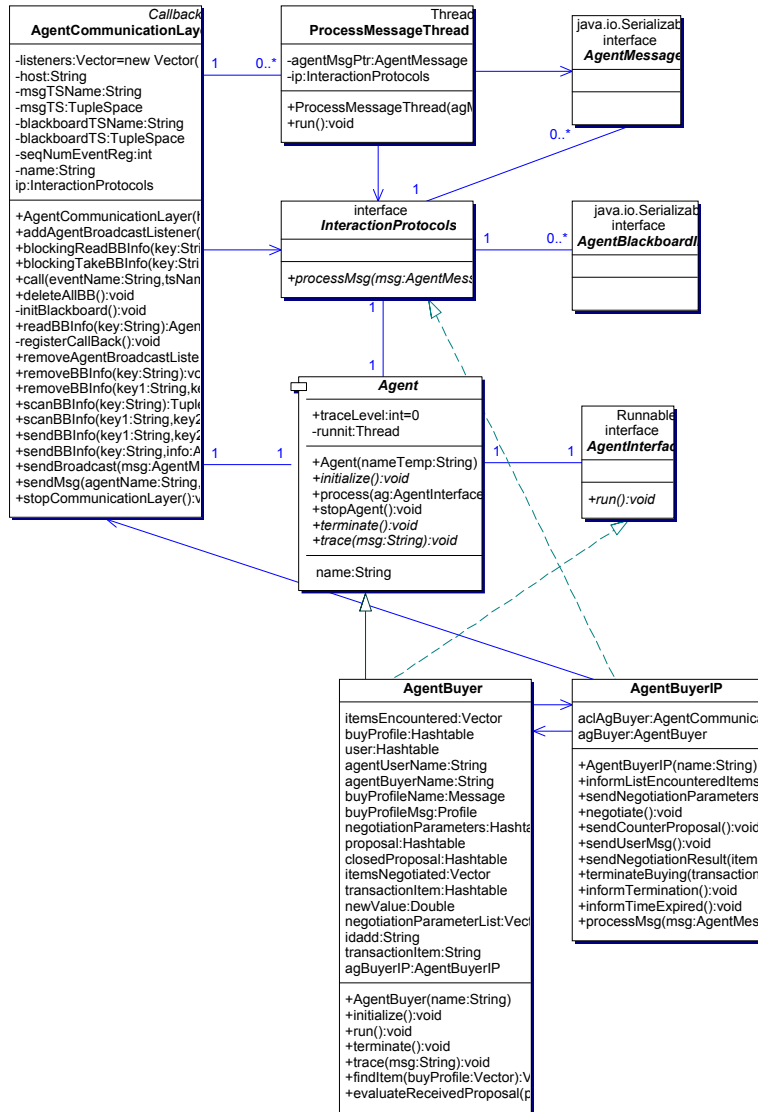 Callback
AgentCommunicationLay
-listeners:Vector=new Vector(
-host:String
-msgTSName:String
-msgTS:TupleSpace
-blackboardTSName:String
-blackboardTS:TupleSpace
-seqNumEventReg:int
-name:String
ip:InteractionProtocols
+AgentCommunicationLayer(h
+addAgentBroadcastListener(
+blockingReadBBInfo(key:Stri
+blockingTakeBBInfo(key:Strin
+call(eventName:String,tsNam
+deleteAllBB():void
-initBlackboard():void
+readBBInfo(key:String):Agen
-registerCallBack():void
+removeAgentBroadcastListe
+removeBBInfo(key:String):vo
+removeBBInfo(key1:String,ke
+scanBBInfo(key:String):Tuple
+scanBBInfo(key1:String,key2
+sendBBInfo(key1:String,key2
+sendBBInfo(key:String,info:A
+sendBroadcast(msg:AgentM
+sendMsg(agentName:String,
+stopCommunicationLayer():v
1
0..*
Thread
ProcessMessageThread
-agentMsgPtr:AgentMessage
-ip:InteractionProtocols
+ProcessMessageThread(agM
+run():void
java.io.Serializab
interface
AgentMessage
0..*
1
interface
InteractionProtocols
+processMsg(msg:AgentMess
1
0..*
java.io.Serializab
interface
AgentBlackboardI
1
1
Agent
+traceLevel:int=0
-runnit:Thread
+Agent(nameTemp:String)
+initialize():void
+process(ag:AgentInterface
+stopAgent():void
+terminate():void
+trace(msg:String):void
name:String
1
1
1
1
Runnable
interface
AgentInterfac
+run():void
AgentBuyer
itemsEncountered:Vector
buyProfile:Hashtable
user:Hashtable
agentUserName:String
agentBuyerName:String
buyProfileName:Message
buyProfileMsg:Profile
negotiationParameters:Hashta
proposal:Hashtable
closedProposal:Hashtable
itemsNegotiated:Vector
transactionItem:Hashtable
newValue:Double
negotiationParameterList:Vect
idadd:String
transactionItem:String
agBuyerIP:AgentBuyerIP
+AgentBuyer(name:String)
+initialize():void
+run():void
+terminate():void
+trace(msg:String):void
+findItem(buyProfile:Vector):V
+evaluateReceivedProposal(p
AgentBuyerIP
aclAgBuyer:AgentCommunica
agBuyer:AgentBuyer
+AgentBuyerIP(name:String)
+informListEncounteredItems
+sendNegotiationParameters
+negotiate():void
+sendCounterProposal():void
+sendUserMsg():void
+sendNegotiationResult(item
+terminateBuying(transaction
+informTermination():void
+informTimeExpired():void
+processMsg(msg:AgentMes